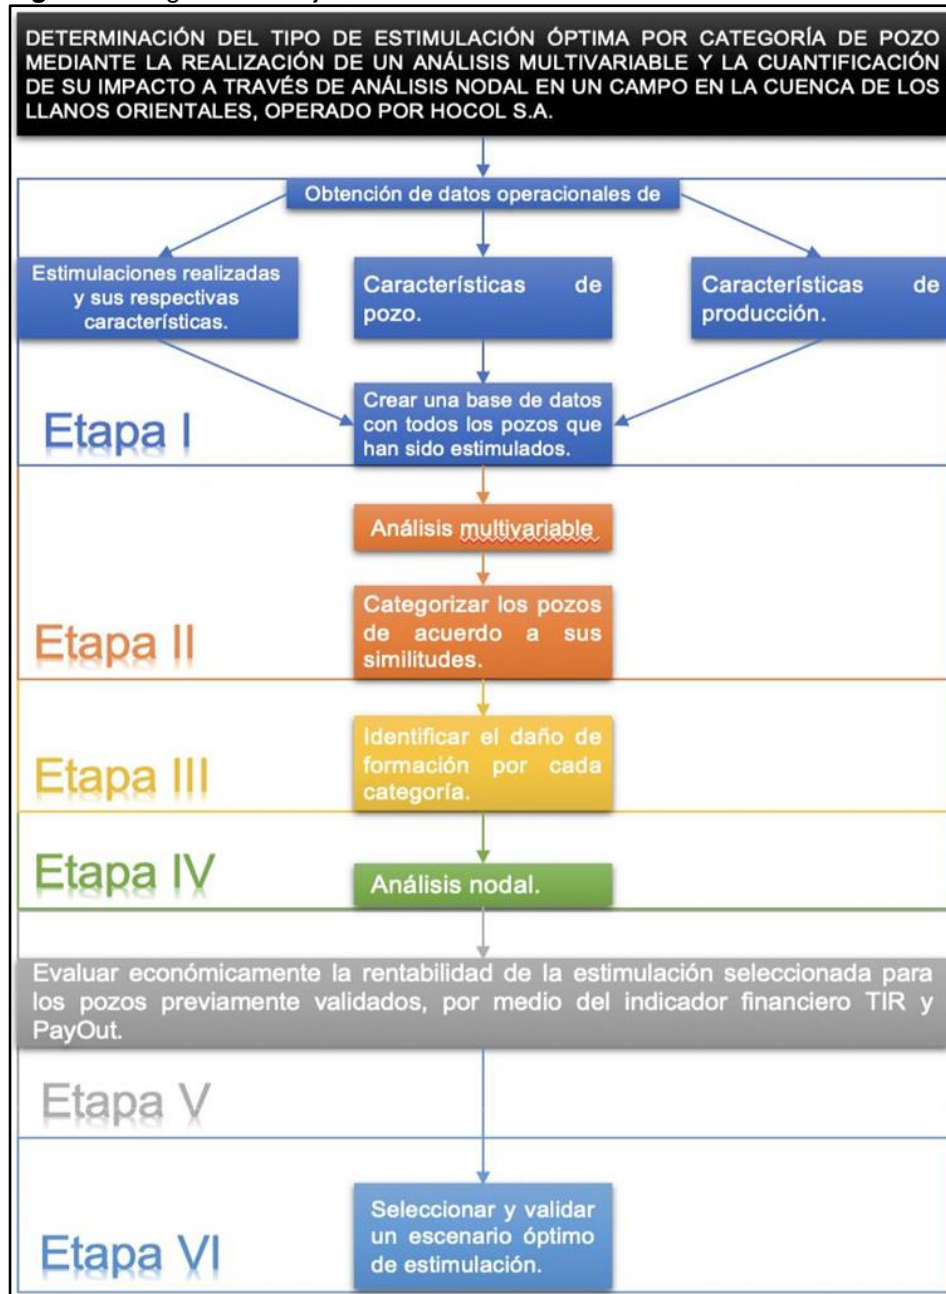 DETERMINACIÓN DEL TIPO DE ESTIMULACIÓN ÓPTIMA POR CATEGORÍA DE POZO
MEDIANTE LA REALIZACIÓN DE UN ANÁLISIS MULTIVARIABLE Y LA CUANTIFICACIÓN
DE SU IMPACTO A TRAVÉS DE ANÁLISIS NODAL EN UN CAMPO EN LA CUENCA DE LOS
LLANOS ORIENTALES, OPERADO POR HOCOL S.A.
Obtención de datos operacionales de
Estimulaciones realizadas
y sus respectivas
características.
Características de
pozo.
Características de
producción.
Crear una base de datos
con todos los pozos que
han sido estimulados.
Etapa I
Análisis multivariable
Categorizar los pozos
de acuerdo a sus
similitudes.
Etapa II
Identificar el daño de
formación por cada
categoría.
Etapa III
Análisis nodal.
Etapa IV
Evaluar económicamente la rentabilidad de la estimulación seleccionada para
los pozos previamente validados, por medio del indicador financiero TIR y
PayOut.
Etapa V
Seleccionar y validar
un escenario óptimo
de estimulación.
Etapa VI